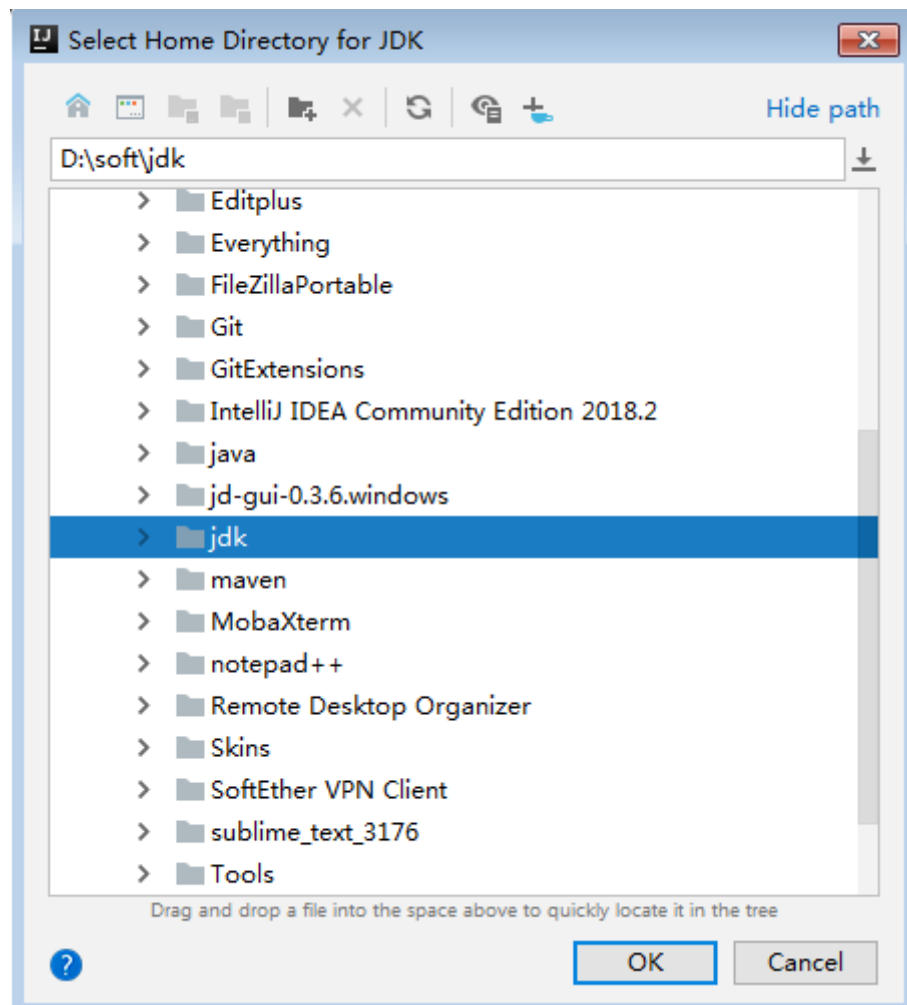 IJ Select Home Directory for JDK
Hide path
D:\soft\jdk
Editplus
Everything
FileZillaPortable
Git
GitExtensions
IntelliJ IDEA Community Edition 2018.2
java
jd-gui-0.3.6.windows
jdk
maven
MobaXterm
notepad++
Remote Desktop Organizer
Skins
SoftEther VPN Client
sublime_text_3176
Tools
Drag and drop a file into the space above to quickly locate it in the tree
? OK Cancel